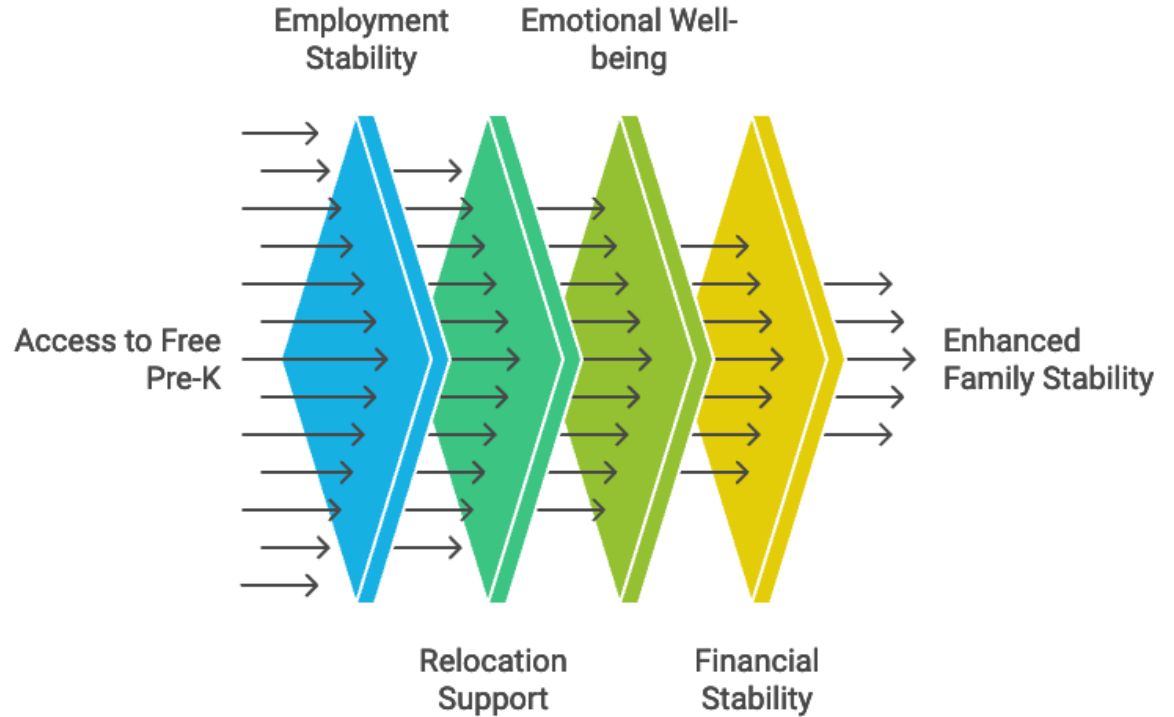 Employment
Stability
Emotional Well-
being
Access to Free
Pre-K
Enhanced
Family Stability
Relocation
Support
Financial
Stability